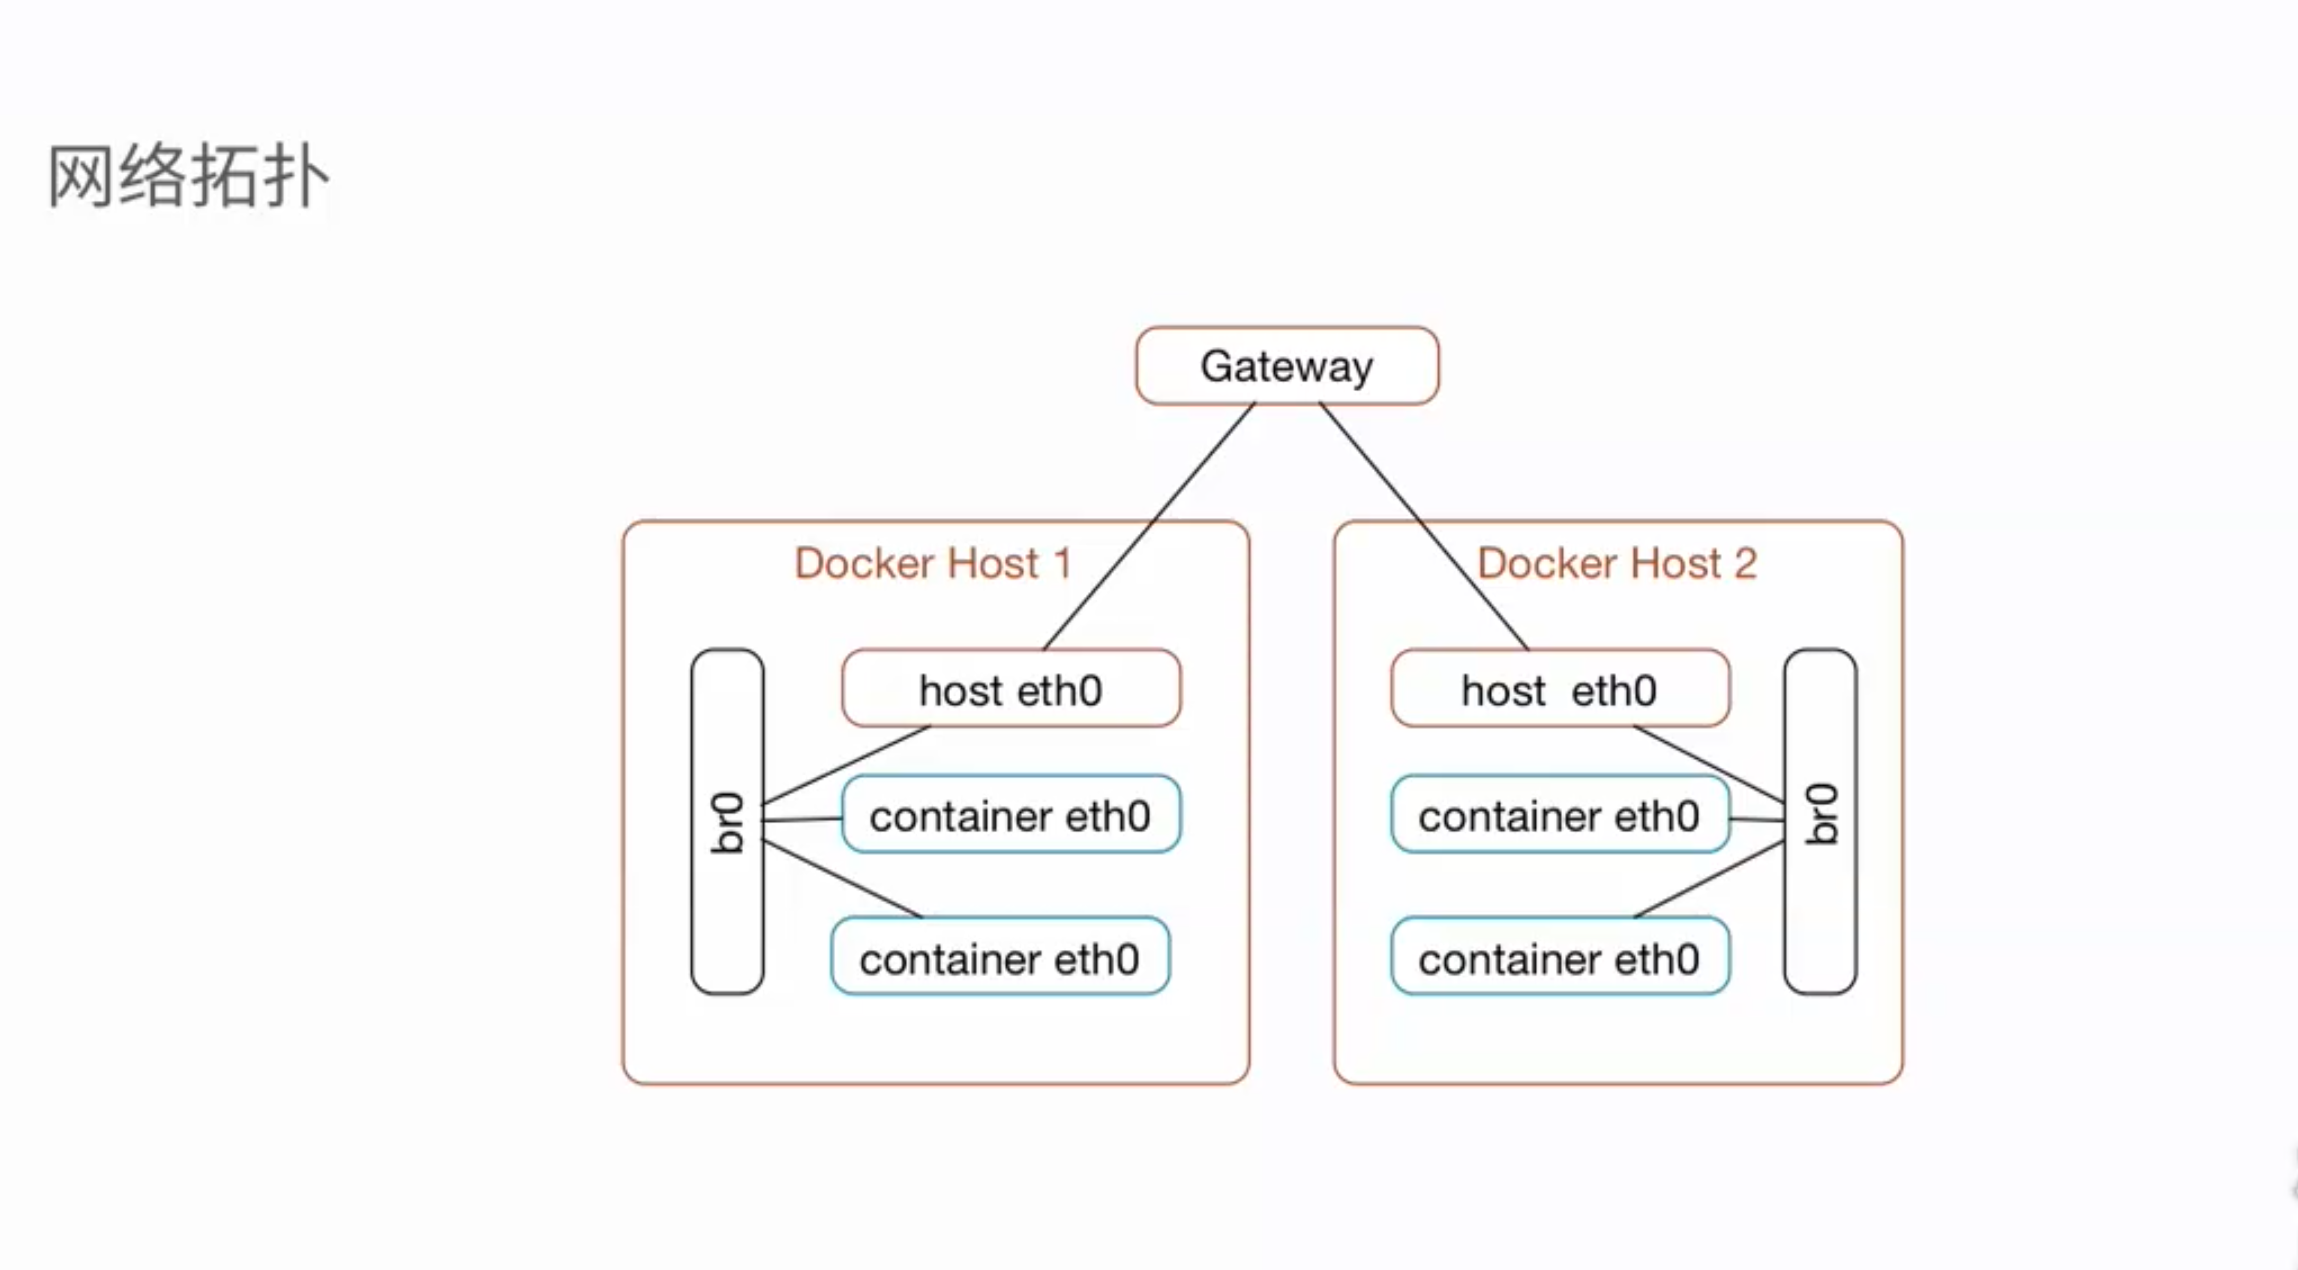 网络拓扑
Gateway
Docker Host 1
host eth0
br0
container eth0
container eth0
Docker Host 2
host  eth0
container eth0
br0
container eth0